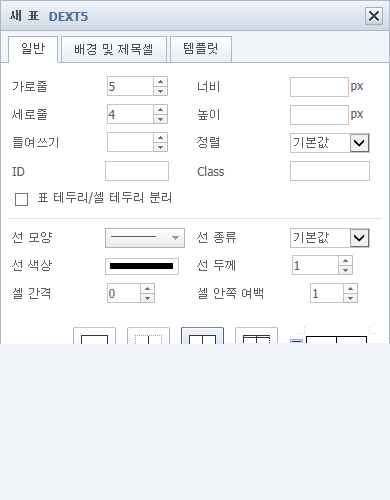 새 표 DEXT5
일반 배경 및 제목셀 템플릿
가로줄 5 너비 px
세로줄 4 높이 px
들여쓰기 정렬 기본값
ID Class
표 테두리/셀 테두리 분리
선 모양 선 종류 기본값
선 색상 선 두께 1
셀 간격 0 셀 안쪽 여백 1